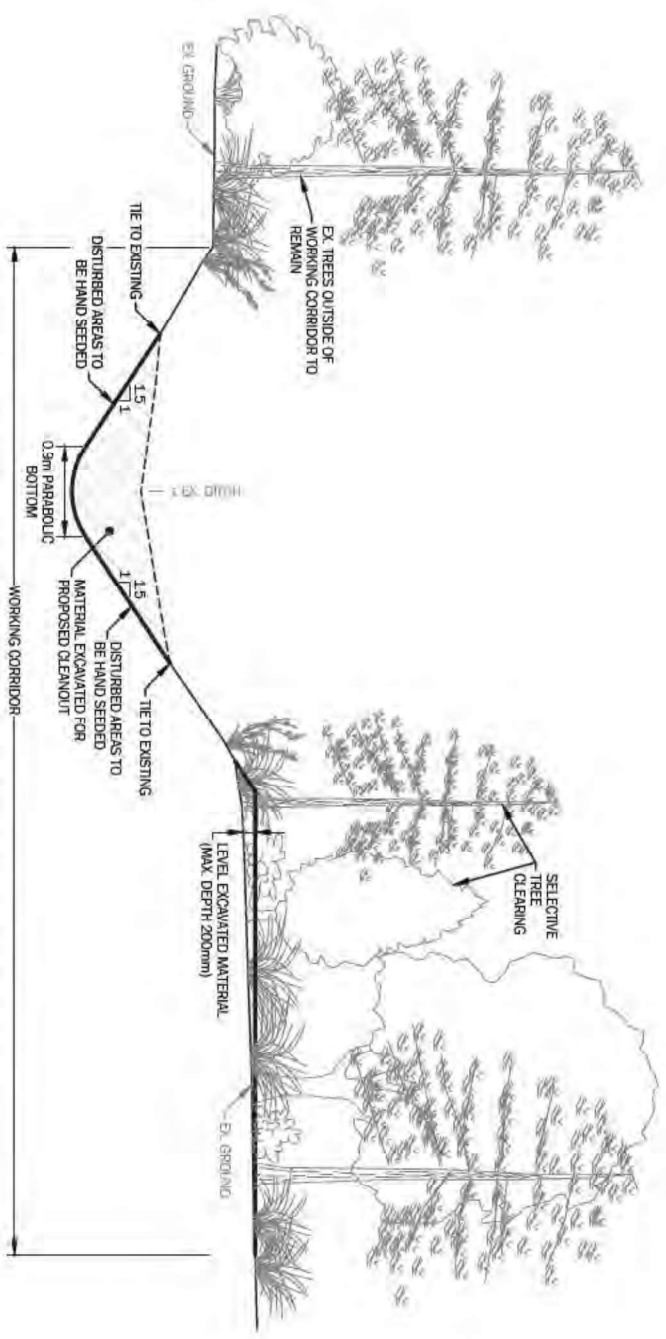 EX. GROUND
EX. TREES OUTSIDE OF
WORKING CORRIDOR TO
REMAIN
TIE TO EXISTING
DISTURBED AREAS TO
BE HAND SEEDED
1.5
1
0.9m PARABOLIC
BOTTOM
EX. DITCH
1.5
1
MATERIAL EXCAVATED FOR
PROPOSED CLEANOUT
DISTURBED AREAS TO
BE HAND SEEDED
TIE TO EXISTING
SELECTIVE
TREE
CLEARING
LEVEL EXCAVATED MATERIAL
(MAX. DEPTH 200mm)
EX. GROUND
WORKING CORRIDOR